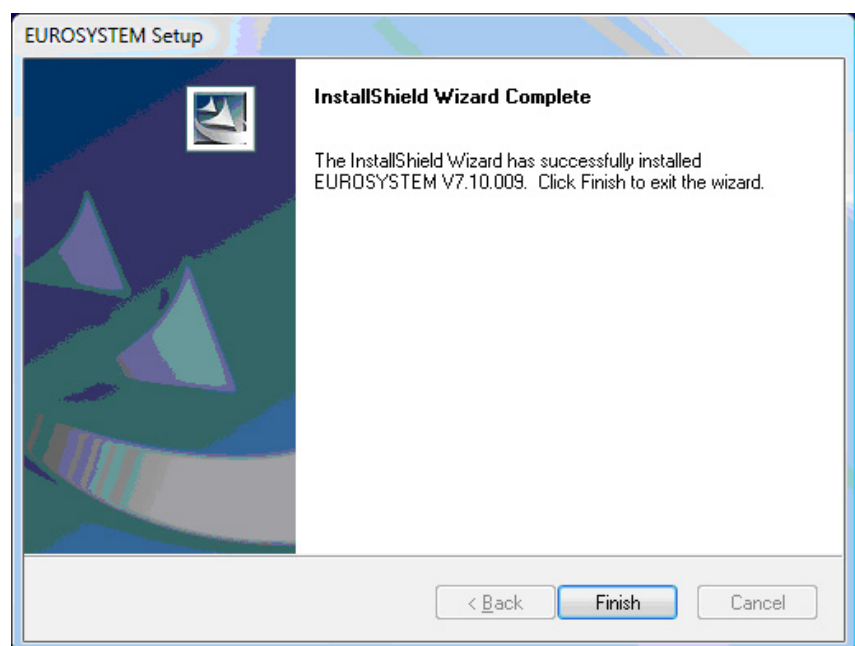 EUROSYSTEM Setup
InstallShield Wizard Complete
The InstallShield Wizard has successfully installed
EUROSYSTEM V7.10.009. Click Finish to exit the wizard.
< Back Finish Cancel